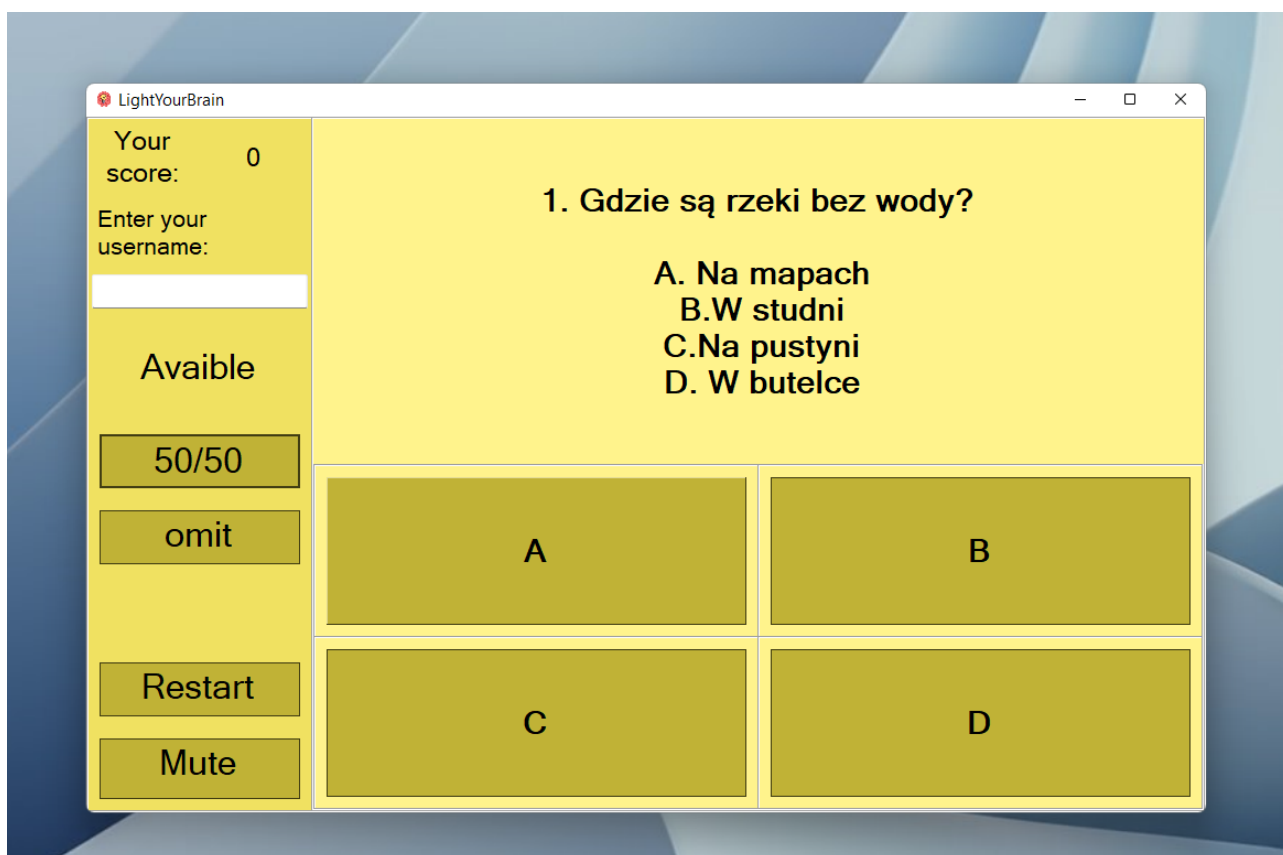 LightYourBrain
Your
score:
0
Enter your
username:
Avaible
50/50
omit
Restart
Mute
1. Gdzie są rzeki bez wody?
A. Na mapach
B.W studni
C.Na pustyni
D. W butelce
A
B
C
D